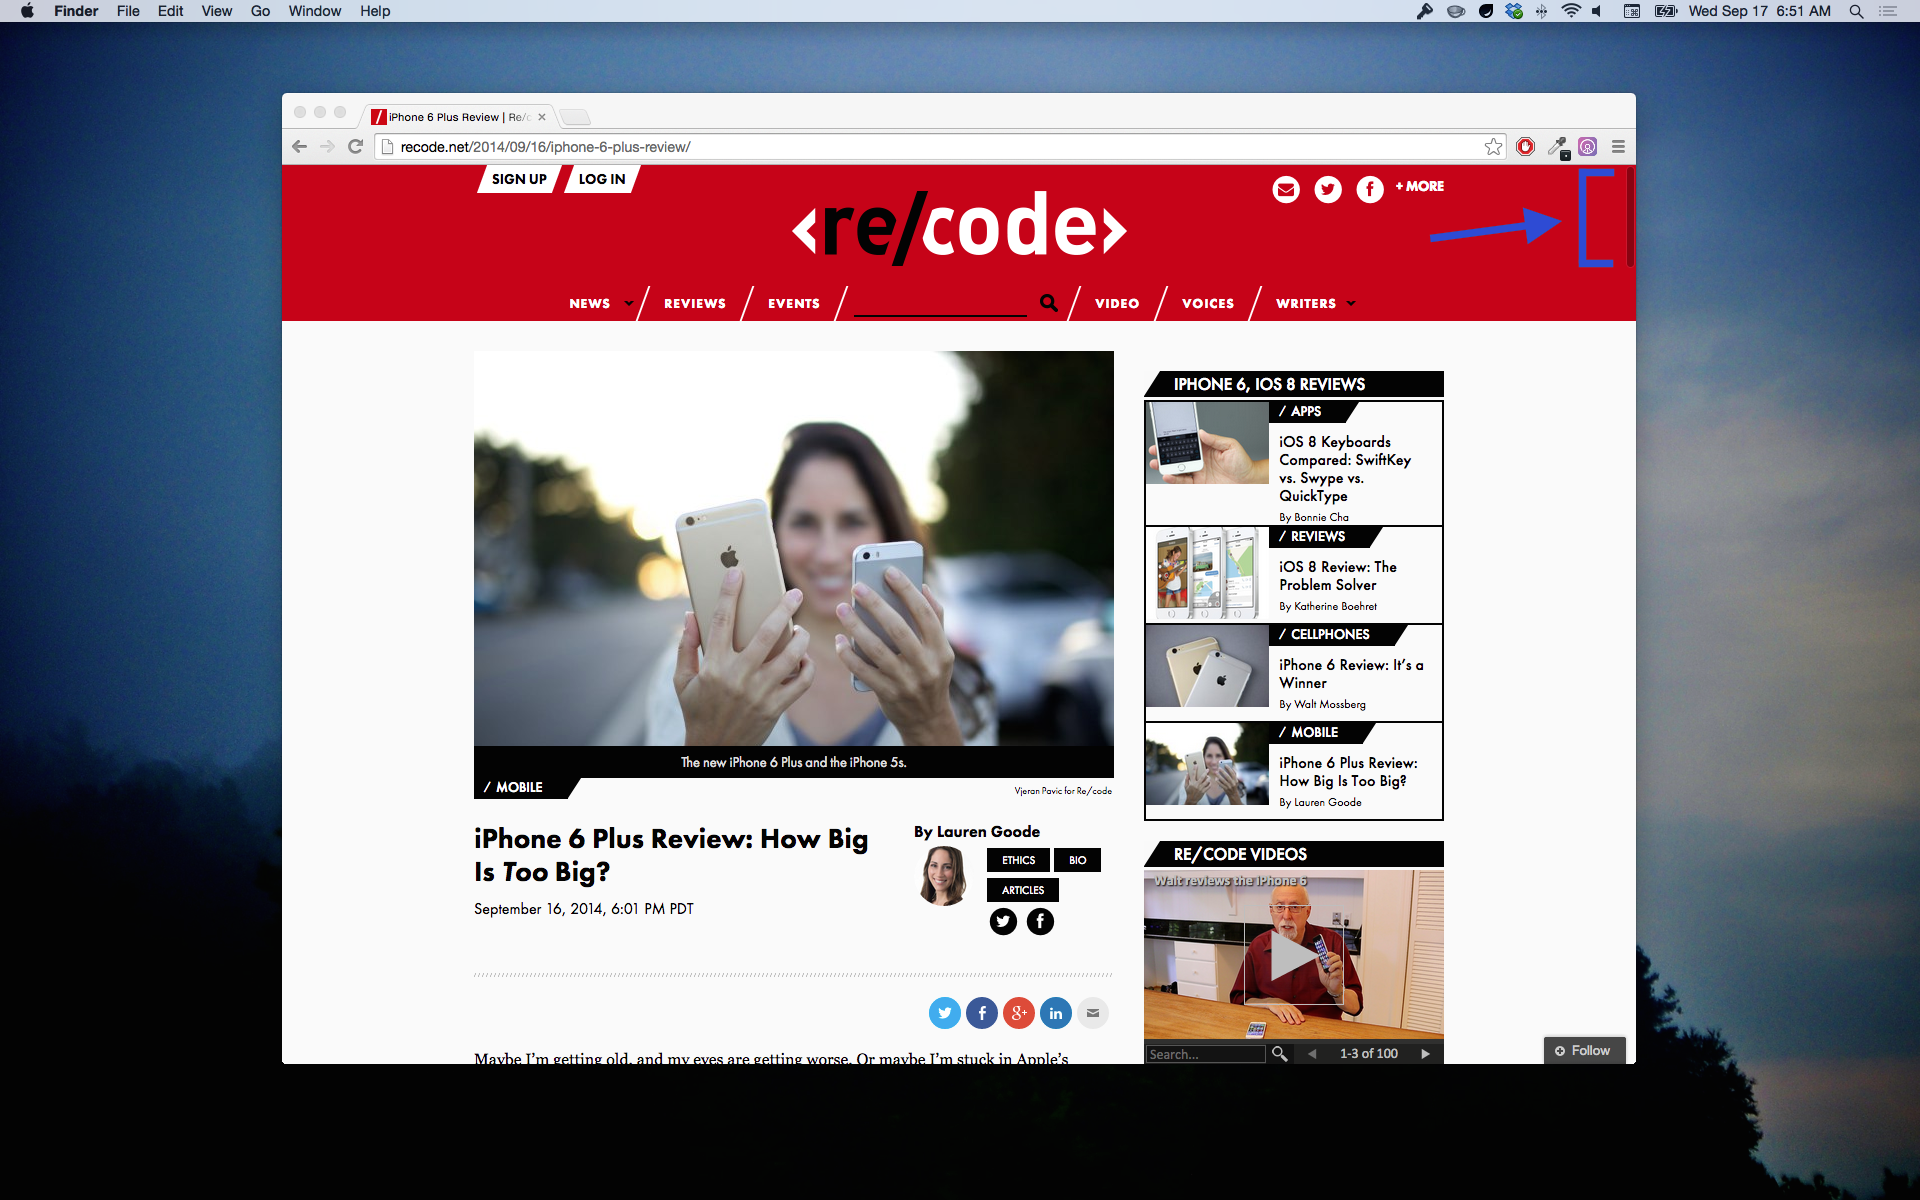 Finder File Edit View Go Window Help
Wed Sep 17 6:51 AM
iPhone 6 Plus Review | Re/c
recode.net/2014/09/16/iphone-6-plus-review/
SIGN UP LOG IN
+ MORE
<re/code>
NEWS REVIEWS EVENTS VIDEO VOICES WRITERS
The new iPhone 6 Plus and the iPhone 5s.
/ MOBILE
Vjeran Pavic for Re/code
iPhone 6 Plus Review: How Big
Is Too Big?
September 16, 2014, 6:01 PM PDT
By Lauren Goode
ETHICS BIO
ARTICLES
Maybe I'm getting old, and my eyes are getting worse. Or maybe I'm stuck in Apple's
IPHONE 6, IOS 8 REVIEWS
/ APPS
iOS 8 Keyboards
Compared: SwiftKey
vs. Swype vs.
QuickType
By Bonnie Cha
/ REVIEWS
iOS 8 Review: The
Problem Solver
By Katherine Boehret
/ CELLPHONES
iPhone 6 Review: It's a
Winner
By Walt Mossberg
/ MOBILE
iPhone 6 Plus Review:
How Big Is Too Big?
By Lauren Goode
RE/CODE VIDEOS
Walt reviews the iPhone 6
Search...
1-3 of 100
Follow